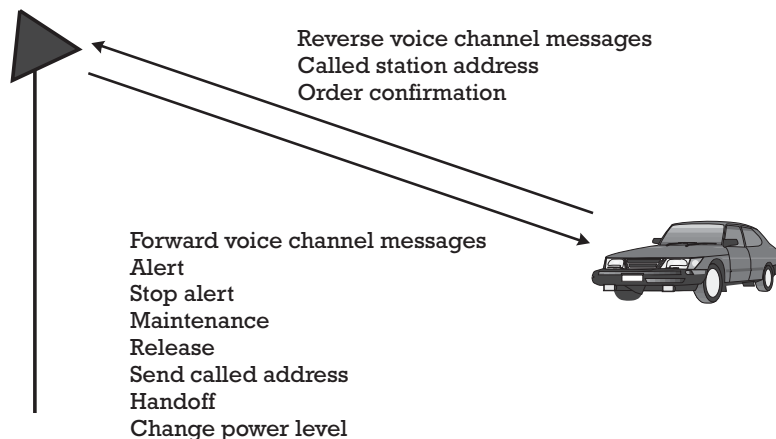 Reverse voice channel messages
Called station address
Order confirmation
Forward voice channel messages
Alert
Stop alert
Maintenance
Release
Send called address
Handoff
Change power level